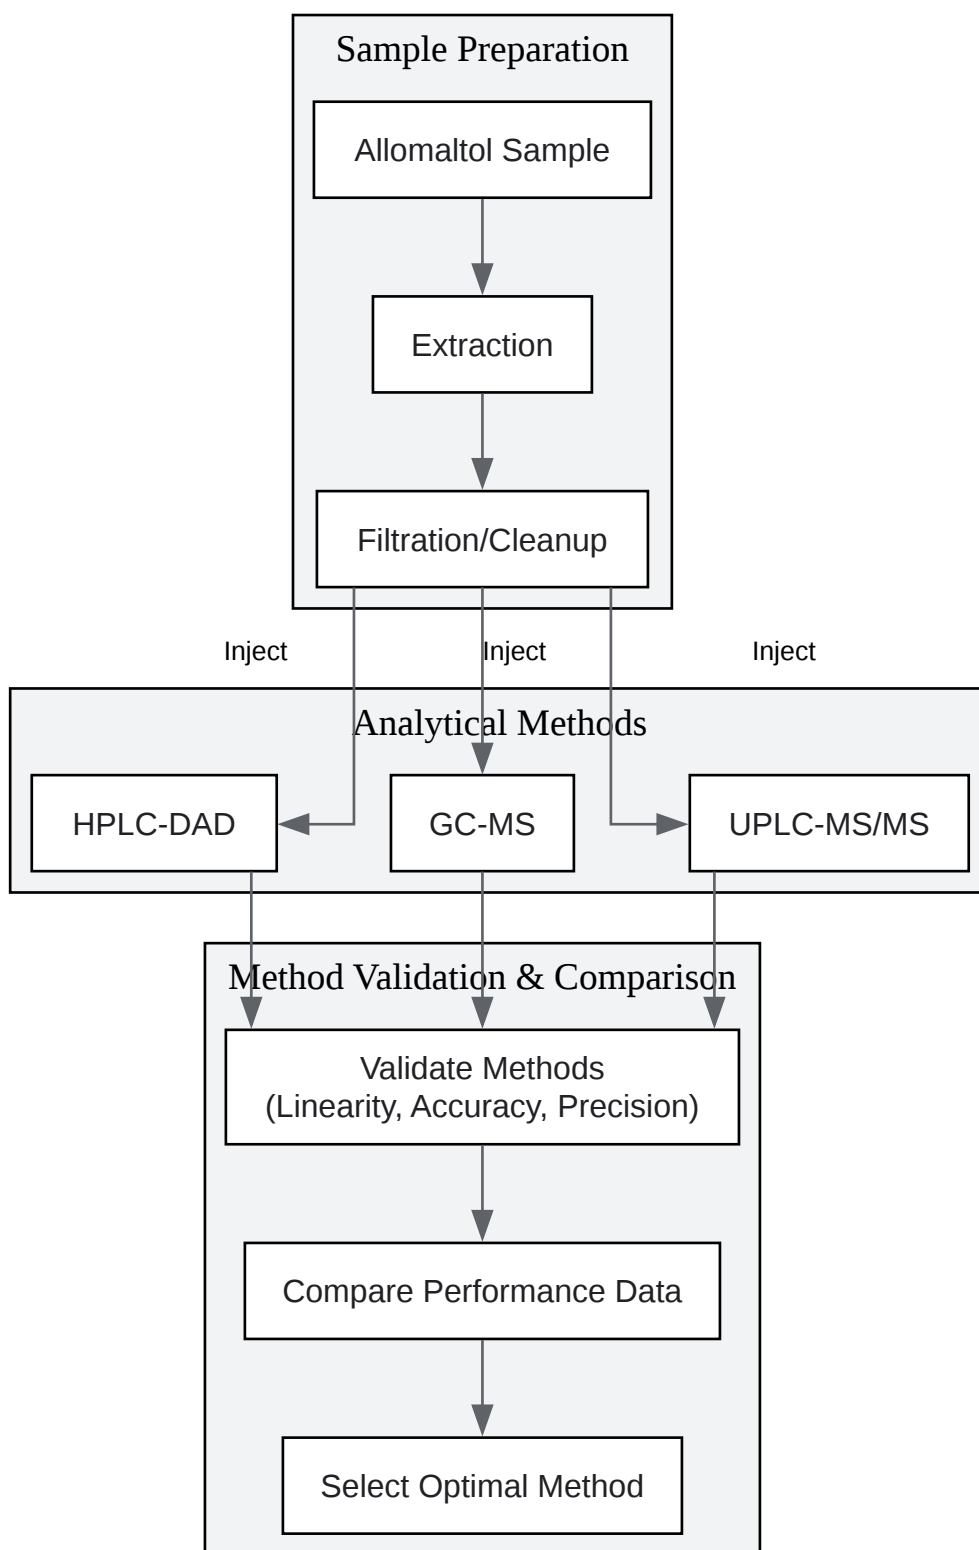 Sample Preparation
Allomaltol Sample
Extraction
Filtration/Cleanup
Inject
Inject
Inject
Analytical Methods
HPLC-DAD
GC-MS
UPLC-MS/MS
Method Validation & Comparison
Validate Methods
(Linearity, Accuracy, Precision)
Compare Performance Data
Select Optimal Method